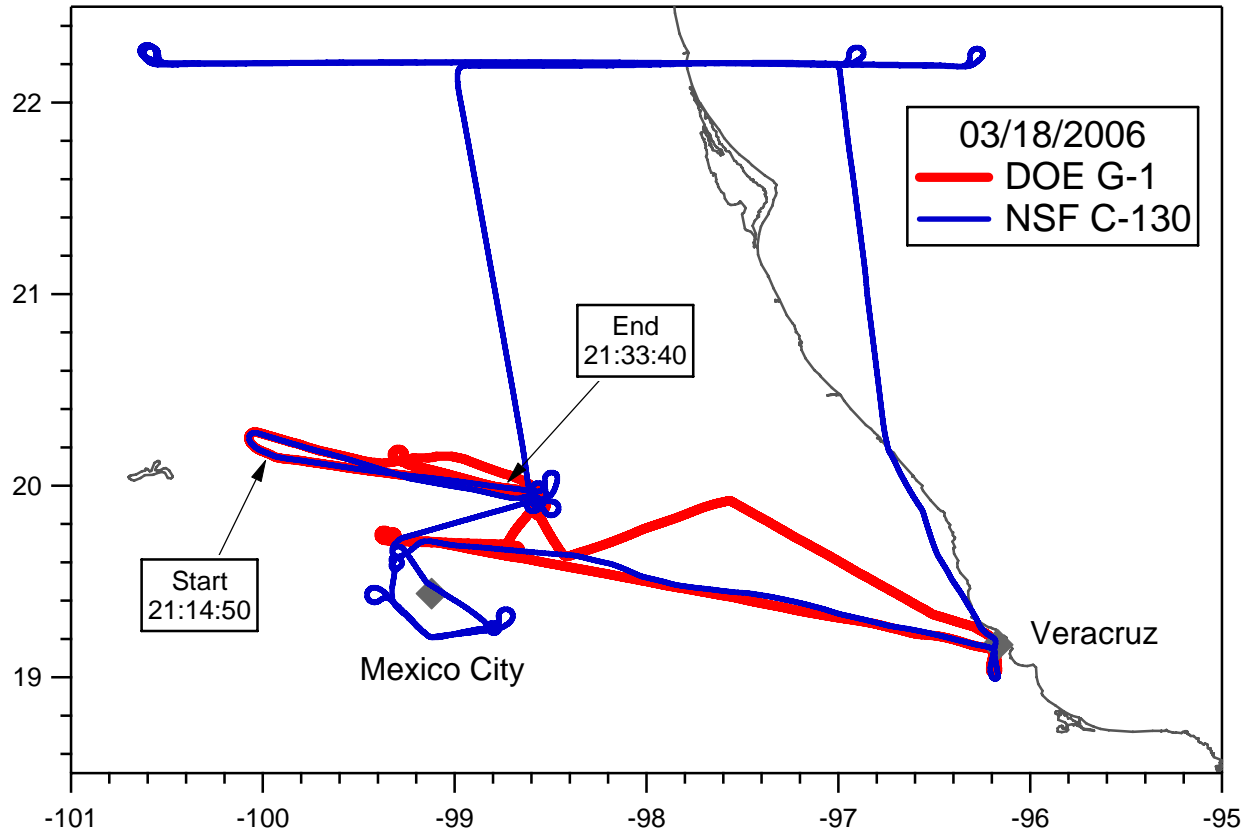 22
21
20
19
03/18/2006
DOE G-1
NSF C-130
End
21:33:40
Start
21:14:50
Mexico City
Veracruz
-101
-100
-99
-98
-97
-96
-95